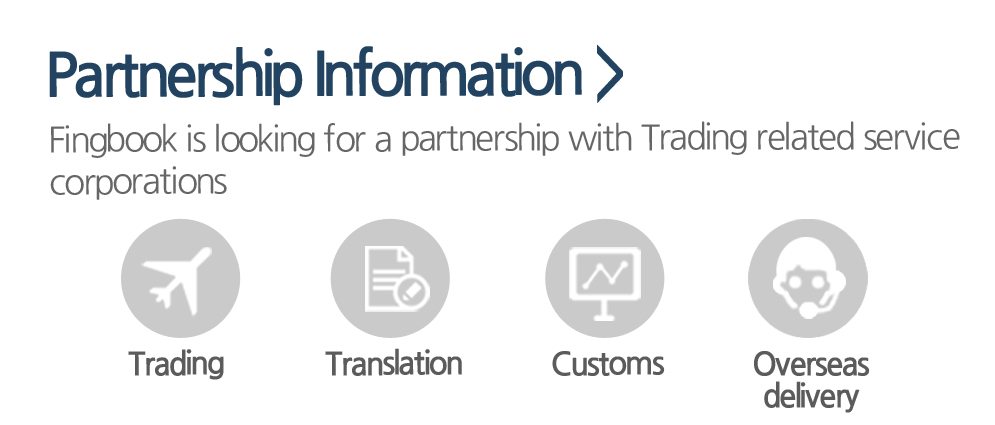 Partnership Information >
Fingbook is looking for a partnership with Trading related service
corporations
Trading
Translation
Customs
Overseas
delivery